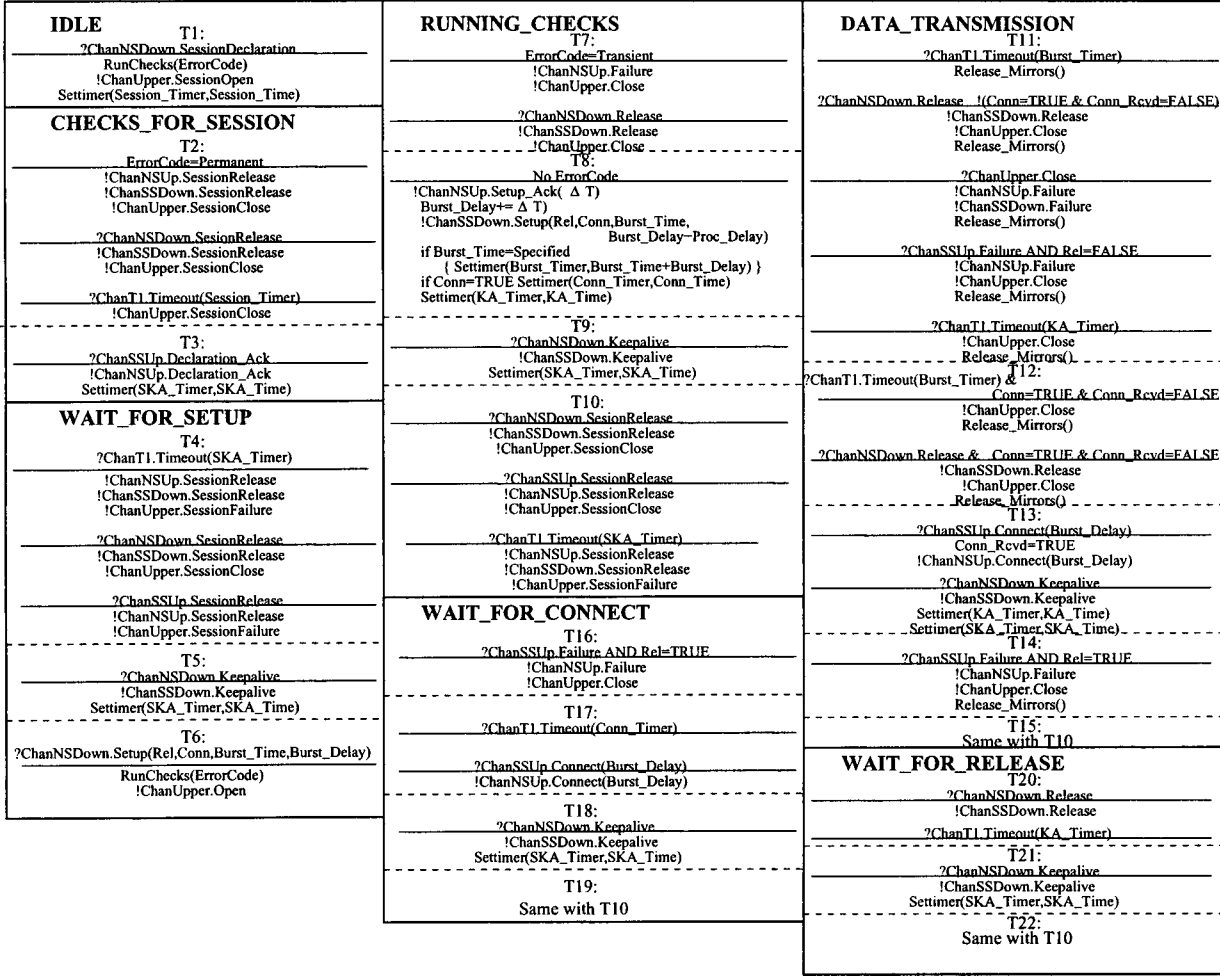 IDLE
T1:
?ChanNSDown.SessionDeclaration
RunChecks(ErrorCode)
!ChanUpper.SessionOpen
Settimer(Session_Timer,Session_Time)
CHECKS_FOR_SESSION
T2:
ErrorCode=Permanent
!ChanNSUp.SessionRelease
!ChanSSDown.SessionRelease
!ChanUpper.SessionClose
?ChanNSDown.SesionRelease
!ChanSSDown.SessionRelease
!ChanUpper.SessionClose
?ChanT1.Timeout(Session_Timer)
!ChanUpper.SessionClose
T3:
?ChanSSUp.Declaration_Ack
!ChanNSUp.Declaration_Ack
Settimer(SKA_Timer,SKA_Time)
WAIT_FOR_SETUP
T4:
?ChanT1.Timeout(SKA_Timer)
!ChanNSUp.SessionRelease
!ChanSSDown.SessionRelease
!ChanUpper.SessionFailure
?ChanNSDown.SesionRelease
!ChanSSDown.SessionRelease
!ChanUpper.SessionClose
?ChanSSUp.SessionRelease
!ChanNSUp.SessionRelease
!ChanUpper.SessionFailure
T5:
?ChanNSDown.Keepalive
!ChanSSDown.Keepalive
Settimer(SKA_Timer,SKA_Time)
T6:
?ChanNSDown.Setup(Rel,Conn,Burst_Time,Burst_Delay)
RunChecks(ErrorCode)
!ChanUpper.Open
RUNNING_CHECKS
T7:
ErrorCode=Transient
!ChanNSUp.Failure
!ChanUpper.Close
?ChanNSDown.Release
!ChanSSDown.Release
!ChanUpper.Close
T8:
No ErrorCode
!ChanNSUp.Setup_Ack( Δ T)
Burst_Delay+= Δ T)
!ChanSSDown.Setup(Rel,Conn,Burst_Time,
Burst_Delay–Proc_Delay)
if Burst_Time=Specified
{ Settimer(Burst_Timer,Burst_Time+Burst_Delay) }
if Conn=TRUE Settimer(Conn_Timer,Conn_Time)
Settimer(KA_Timer,KA_Time)
T9:
?ChanNSDown.Keepalive
!ChanSSDown.Keepalive
Settimer(SKA_Timer,SKA_Time)
T10:
?ChanNSDown.SesionRelease
!ChanSSDown.SessionRelease
!ChanUpper.SessionClose
?ChanSSUp.SessionRelease
!ChanNSUp.SessionRelease
!ChanUpper.SessionClose
?ChanT1.Timeout(SKA_Timer)
!ChanNSUp.SessionRelease
!ChanSSDown.SessionRelease
!ChanUpper.SessionFailure
WAIT_FOR_CONNECT
T16:
?ChanSSUp.Failure AND Rel=TRUE
!ChanNSUp.Failure
!ChanUpper.Close
T17:
?ChanT1.Timeout(Conn_Timer)
?ChanSSUp.Connect(Burst_Delay)
!ChanNSUp.Connect(Burst_Delay)
T18:
?ChanNSDown.Keepalive
!ChanSSDown.Keepalive
Settimer(SKA_Timer,SKA_Time)
T19:
Same with T10
DATA_TRANSMISSION
T11:
?ChanT1.Timeout(Burst_Timer)
Release_Mirrors()
?ChanNSDown.Release !(Conn=TRUE & Conn_Rcvd=FALSE)
!ChanSSDown.Release
!ChanUpper.Close
Release_Mirrors()
?ChanUpper.Close
!ChanNSUp.Failure
!ChanSSDown.Failure
Release_Mirrors()
?ChanSSUp.Failure AND Rel=FALSE
!ChanNSUp.Failure
!ChanUpper.Close
Release_Mirrors()
?ChanT1.Timeout(KA_Timer)
!ChanUpper.Close
Release_Mirrors()
T12:
?ChanT1.Timeout(Burst_Timer) &
Conn=TRUE & Conn_Rcvd=FALSE
!ChanUpper.Close
Release_Mirrors()
?ChanNSDown.Release & Conn=TRUE & Conn_Rcvd=FALSE
!ChanSSDown.Release
!ChanUpper.Close
Release_Mirrors()
T13:
?ChanSSUp.Connect(Burst_Delay)
Conn_Rcvd=TRUE
!ChanNSUp.Connect(Burst_Delay)
?ChanNSDown.Keepalive
!ChanSSDown.Keepalive
Settimer(KA_Timer,KA_Time)
Settimer(SKA_Timer,SKA_Time)
T14:
?ChanSSUp.Failure AND Rel=TRUE
!ChanNSUp.Failure
!ChanUpper.Close
Release_Mirrors()
T15:
Same with T10
WAIT_FOR_RELEASE
T20:
?ChanNSDown.Release
!ChanSSDown.Release
?ChanT1.Timeout(KA_Timer)
T21:
?ChanNSDown.Keepalive
!ChanSSDown.Keepalive
Settimer(SKA_Timer,SKA_Time)
T22:
Same with T10